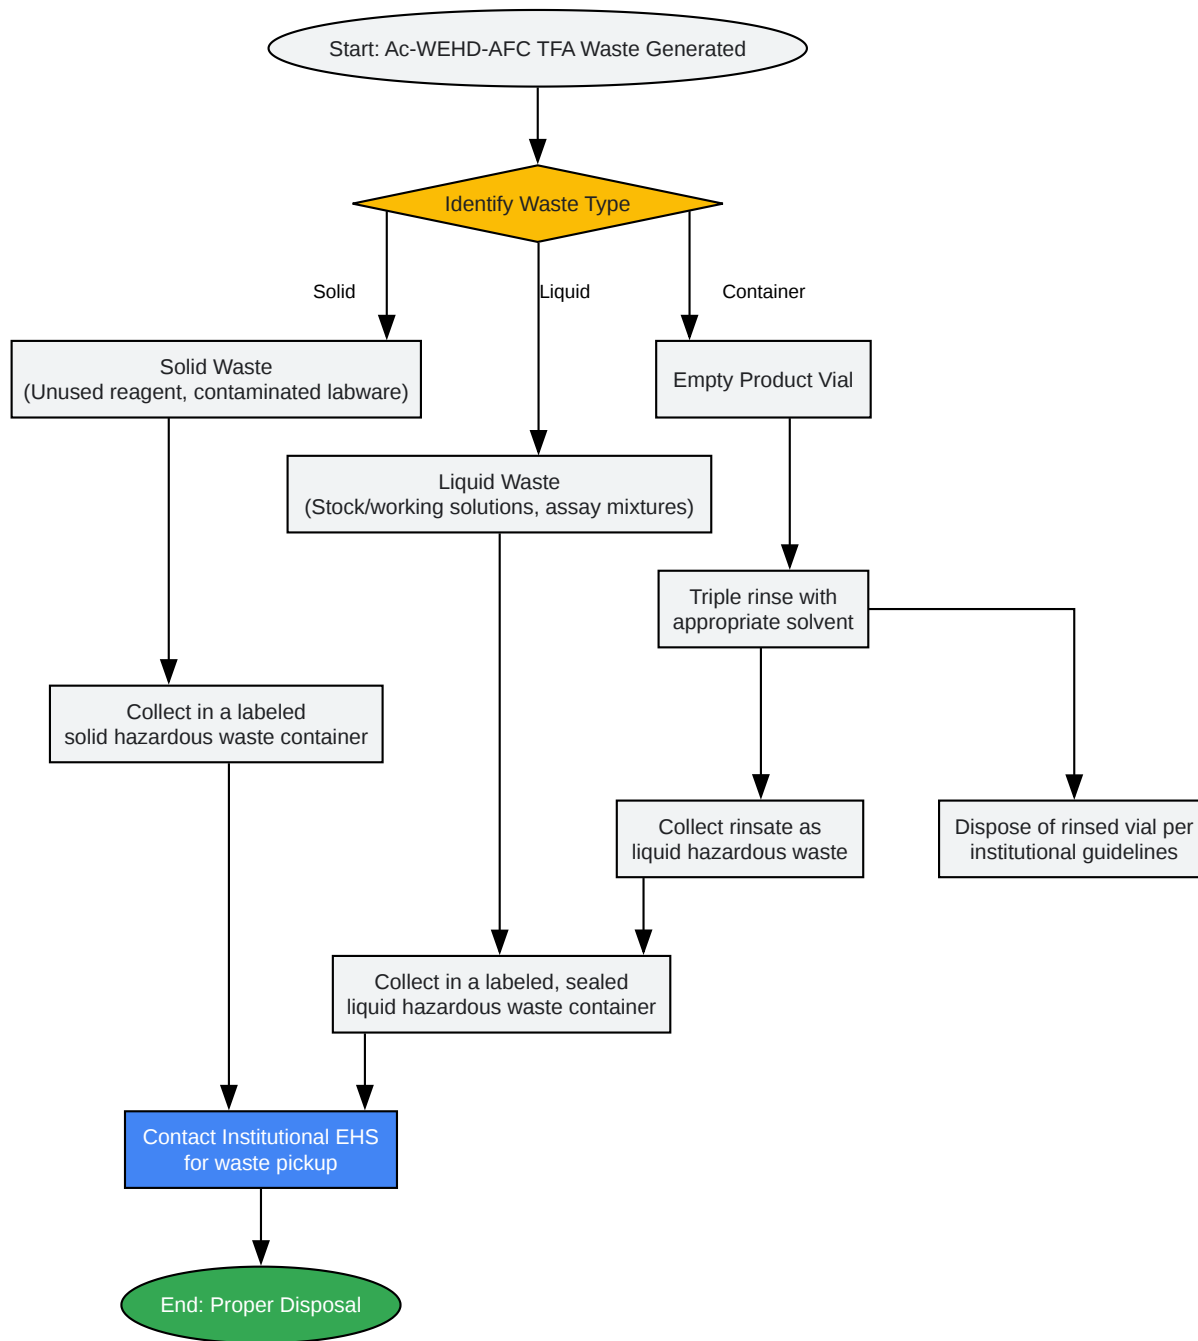 Start: Ac-WEHD-AFC TFA Waste Generated
Identify Waste Type
Solid
Liquid
Container
Solid Waste
(Unused reagent, contaminated labware)
Empty Product Vial
Liquid Waste
(Stock/working solutions, assay mixtures)
Triple rinse with
appropriate solvent
Collect in a labeled
solid hazardous waste container
Collect rinsate as
liquid hazardous waste
Dispose of rinsed vial per
institutional guidelines
Collect in a labeled, sealed
liquid hazardous waste container
Contact Institutional EHS
for waste pickup
End: Proper Disposal